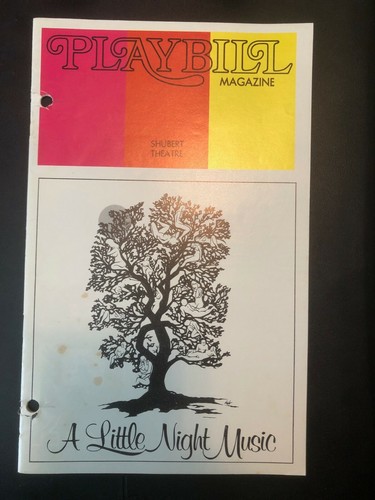 PLAYBILL
MAGAZINE
SHUBERT
THEATRE
A Little Night Music